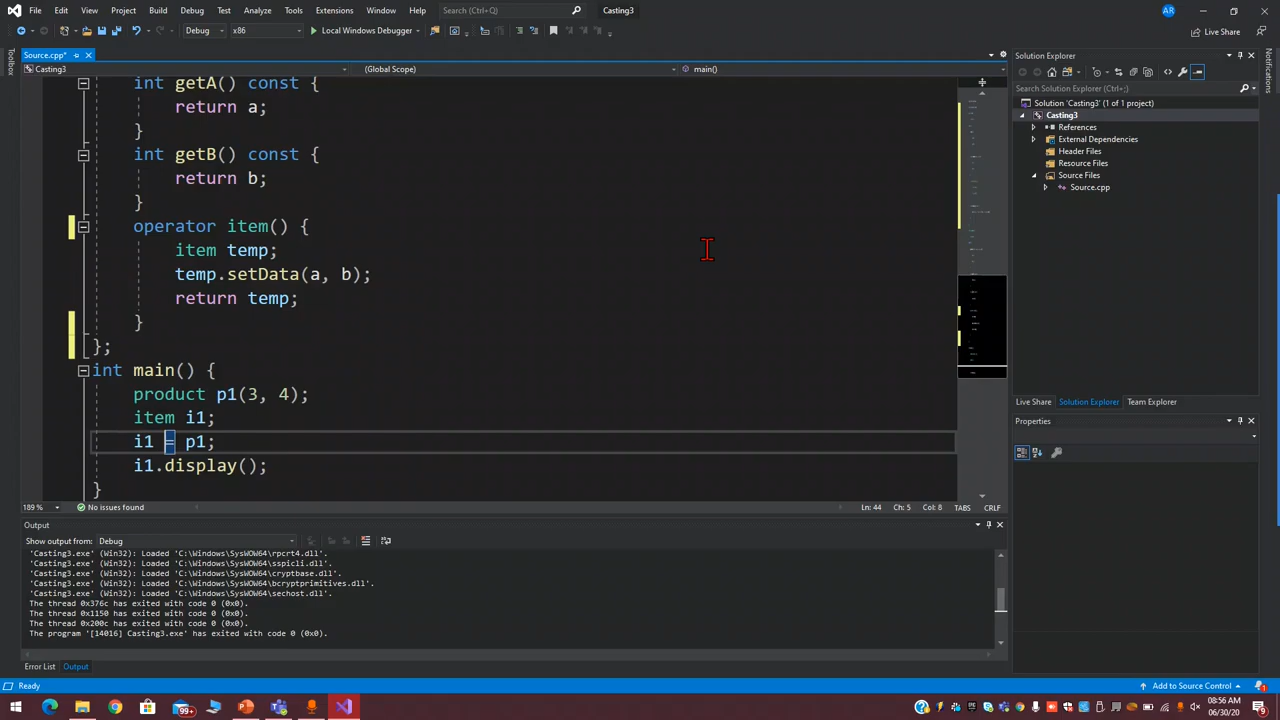 File Edit View Project Build Debug Test Analyze Tools Extensions Window Help Search (Ctrl+Q) Casting3 AR
Debug x86 Local Windows Debugger Live Share
Toolbox
Source.cpp*
Casting3 (Global Scope) main()
int getA() const {
return a;
}
int getB() const {
return b;
}
operator item() {
item temp;
temp.setData(a, b);
return temp;
}
};
int main() {
product p1(3, 4);
item i1;
i1 = p1;
i1.display();
}
189 % No issues found Ln: 44 Ch: 5 Col: 8 TABS CRLF
Output
Show output from: Debug
'Casting3.exe' (Win32): Loaded 'C:\Windows\SysWOW64\rpcrt4.dll'.
'Casting3.exe' (Win32): Loaded 'C:\Windows\SysWOW64\sspicli.dll'.
'Casting3.exe' (Win32): Loaded 'C:\Windows\SysWOW64\cryptbase.dll'.
'Casting3.exe' (Win32): Loaded 'C:\Windows\SysWOW64\bcryptprimitives.dll'.
'Casting3.exe' (Win32): Loaded 'C:\Windows\SysWOW64\sechost.dll'.
The thread 0x376c has exited with code 0 (0x0).
The thread 0x1150 has exited with code 0 (0x0).
The thread 0x200c has exited with code 0 (0x0).
The program '[14016] Casting3.exe' has exited with code 0 (0x0).
Error List Output
Solution Explorer
Search Solution Explorer (Ctrl+;)
Solution 'Casting3' (1 of 1 project)
Casting3
References
External Dependencies
Header Files
Resource Files
Source Files
Source.cpp
Live Share Solution Explorer Team Explorer
Properties
Notifications
Ready Add to Source Control 1
99+ 08:56 AM
06/30/20 9